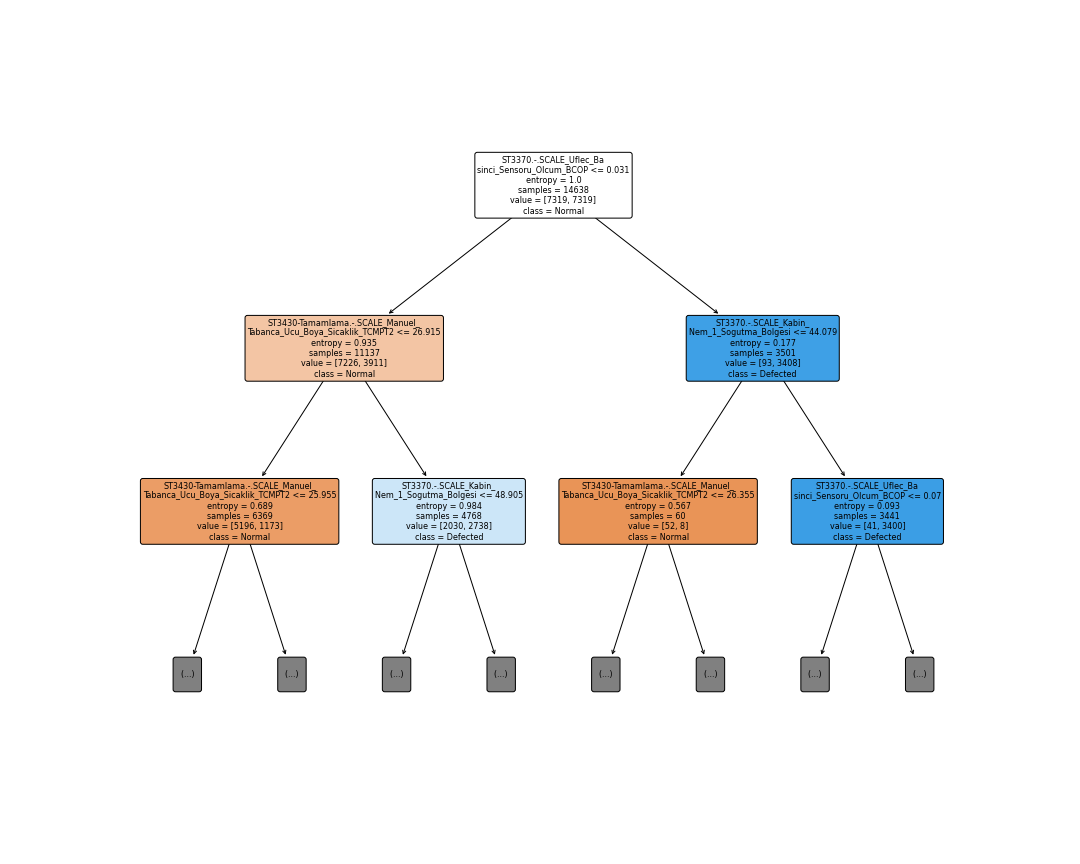 ST3370.-.SCALE_Uflec_Ba
sinci_Sensoru_Olcum_BCOP <= 0.031
entropy = 1.0
samples = 14638
value = [7319, 7319]
class = Normal
ST3430-Tamamlama.-.SCALE_Manuel_
Tabanca_Ucu_Boya_Sicaklik_TCMPT2 <= 26.915
entropy = 0.935
samples = 11137
value = [7226, 3911]
class = Normal
ST3370.-.SCALE_Kabin_
Nem_1_Sogutma_Bolgesi <= 44.079
entropy = 0.177
samples = 3501
value = [93, 3408]
class = Defected
ST3430-Tamamlama.-.SCALE_Manuel_
Tabanca_Ucu_Boya_Sicaklik_TCMPT2 <= 25.955
entropy = 0.689
samples = 6369
value = [5196, 1173]
class = Normal
ST3370.-.SCALE_Kabin_
Nem_1_Sogutma_Bolgesi <= 48.905
entropy = 0.984
samples = 4768
value = [2030, 2738]
class = Defected
ST3430-Tamamlama.-.SCALE_Manuel_
Tabanca_Ucu_Boya_Sicaklik_TCMPT2 <= 26.355
entropy = 0.567
samples = 60
value = [52, 8]
class = Normal
ST3370.-.SCALE_Uflec_Ba
sinci_Sensoru_Olcum_BCOP <= 0.07
entropy = 0.093
samples = 3441
value = [41, 3400]
class = Defected
(...)
(...)
(...)
(...)
(...)
(...)
(...)
(...)